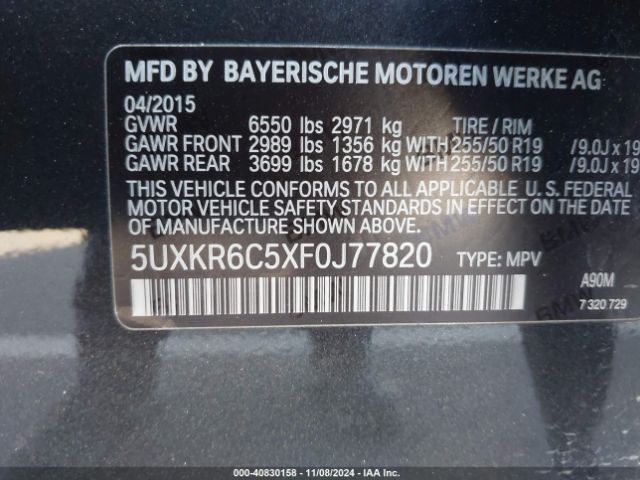 MFD BY BAYERISCHE MOTOREN WERKE AG
04/2015
GVWR 6550 lbs 2971 kg TIRE / RIM
GAWR FRONT 2989 lbs 1356 kg WITH 255/50 R19 /9.0J x 19
GAWR REAR 3699 lbs 1678 kg WITH 255/50 R19 /9.0J x 19
THIS VEHICLE CONFORMS TO ALL APPLICABLE U.S. FEDERAL
MOTOR VEHICLE SAFETY STANDARDS IN EFFECT ON THE DATE
OF MANUFACTURE SHOWN ABOVE.
5UXKR6C5XF0J77820 TYPE: MPV
A90M
7 320 729
STOCK: 40830158 - 11/08/2024 - IAA Inc.